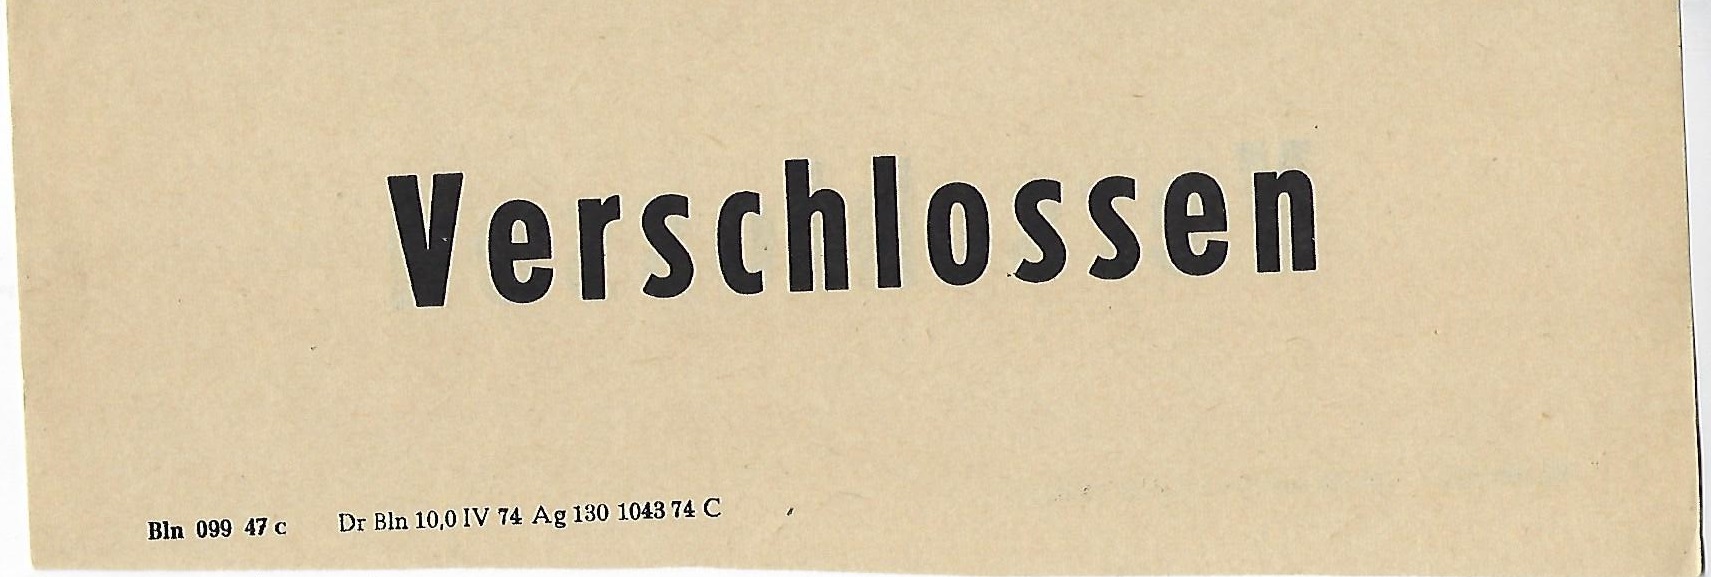 Verschlossen
Bln 099 47 c Dr Bln 10,0 IV 74 Ag 130 1043 74 C